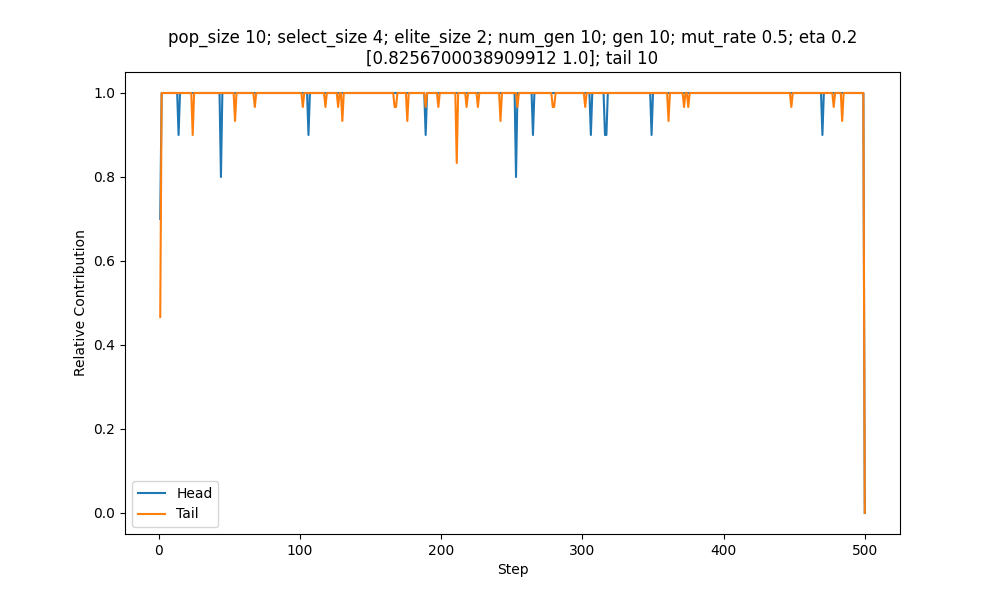 pop_size 10; select_size 4; elite_size 2; num_gen 10; gen 10; mut_rate 0.5; eta 0.2
[0.8256700038909912 1.0]; tail 10
Relative Contribution
1.0
0.8
0.6
0.4
0.2
0.0
Head
Tail
0
100
200
300
400
500
Step